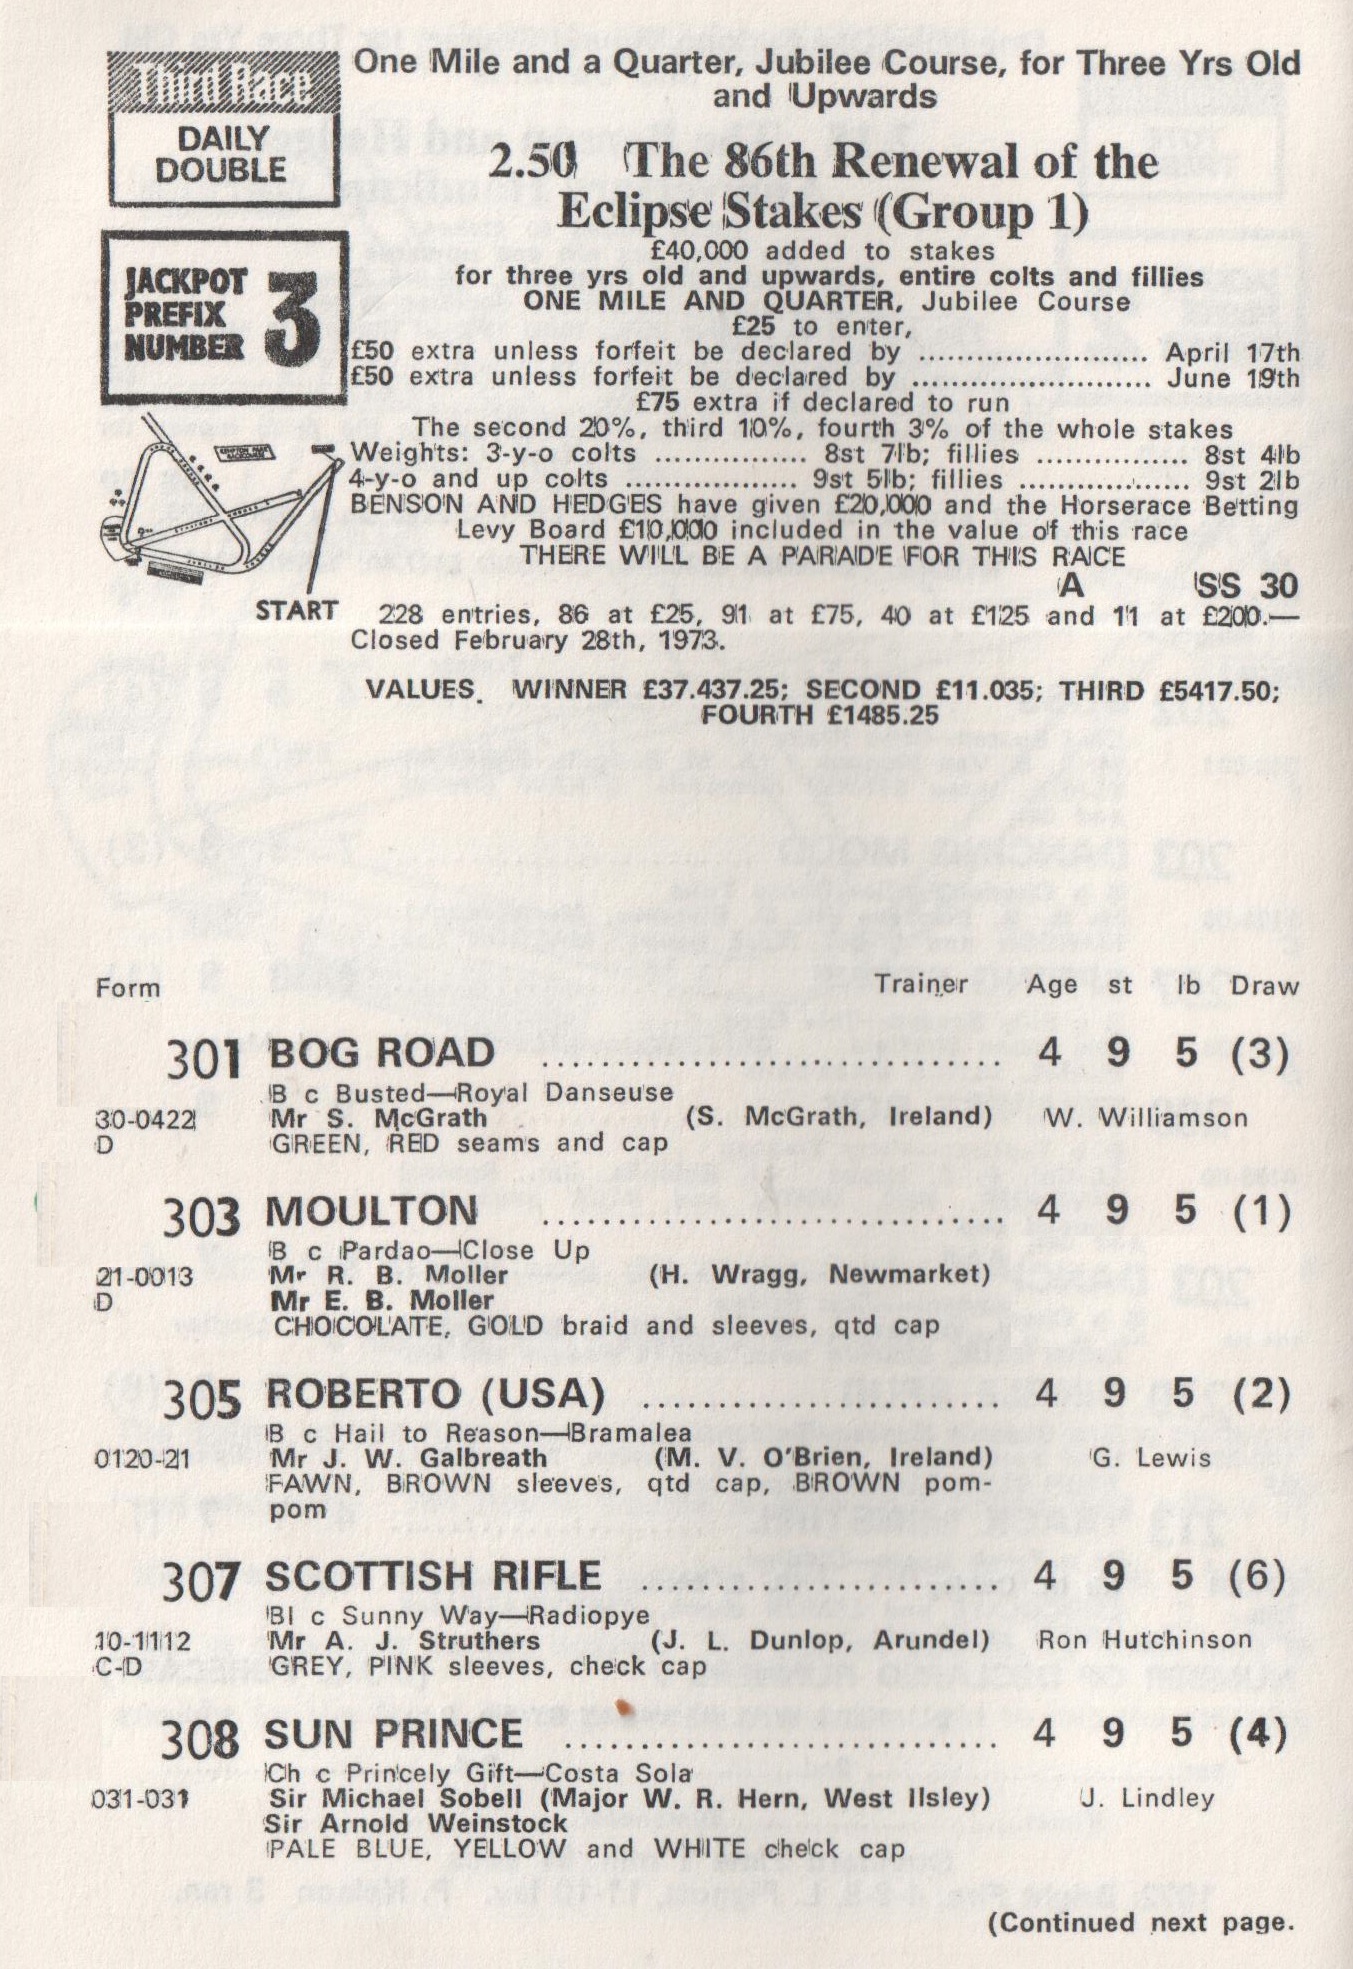 Third Race
DAILY
DOUBLE
One Mile and a Quarter, Jubilee Course, for Three Yrs Old
and Upwards
2.50 The 86th Renewal of the
Eclipse Stakes (Group 1)
JACKPOT
PREFIX
NUMBER 3
£40,000 added to stakes
for three yrs old and upwards, entire colts and fillies
ONE MILE AND QUARTER, Jubilee Course
£25 to enter,
£50 extra unless forfeit be declared by ........................ April 17th
£50 extra unless forfeit be declared by ......................... June 19th
£75 extra if declared to run
The second 20%, third 10%, fourth 3% of the whole stakes
Weights: 3-y-o colts ................ 8st 7lb; fillies ................ 8st 4lb
4-y-o and up colts .................. 9st 5lb; fillies .................. 9st 2lb
BENSON AND HEDGES have given £20,000 and the Horserace Betting
Levy Board £10,000 included in the value of this race
THERE WILL BE A PARADE FOR THIS RACE
A SS 30
START
228 entries, 86 at £25, 91 at £75, 40 at £125 and 11 at £200.—
Closed February 28th, 1973.
VALUES. WINNER £37.437.25; SECOND £11.035; THIRD £5417.50;
FOURTH £1485.25
Form Trainer Age st lb Draw
301 BOG ROAD .............................. 4 9 5 (3)
B c Busted—Royal Danseuse
30-0422 Mr S. McGrath (S. McGrath, Ireland) W. Williamson
D GREEN, RED seams and cap
303 MOULTON .............................. 4 9 5 (1)
B c Pardao—Close Up
21-0013 Mr R. B. Moller (H. Wragg, Newmarket)
D Mr E. B. Moller
CHOCOLATE, GOLD braid and sleeves, qtd cap
305 ROBERTO (USA) ........................ 4 9 5 (2)
B c Hail to Reason—Bramalea
0120-21 Mr J. W. Galbreath (M. V. O'Brien, Ireland) G. Lewis
FAWN, BROWN sleeves, qtd cap, BROWN pom-
pom
307 SCOTTISH RIFLE ........................ 4 9 5 (6)
Bl c Sunny Way—Radiopye
10-1112 Mr A. J. Struthers (J. L. Dunlop, Arundel) Ron Hutchinson
C-D GREY, PINK sleeves, check cap
308 SUN PRINCE ............................ 4 9 5 (4)
Ch c Princely Gift—Costa Sola
031-031 Sir Michael Sobell (Major W. R. Hern, West Ilsley) J. Lindley
Sir Arnold Weinstock
PALE BLUE, YELLOW and WHITE check cap
(Continued next page.